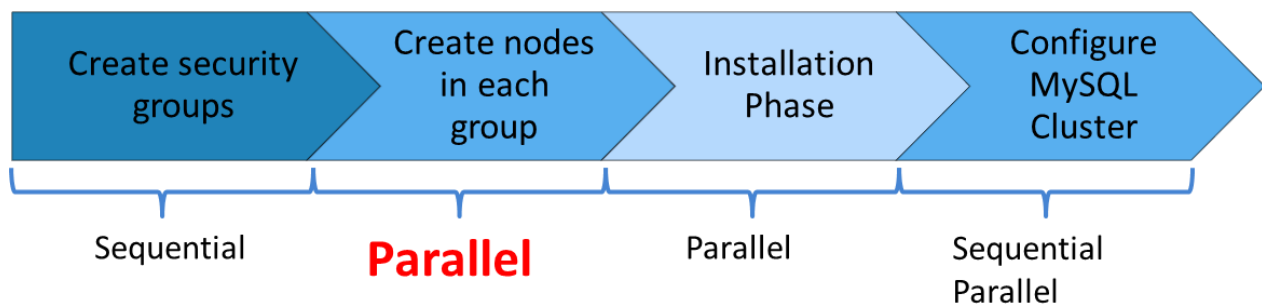 Create security
groups
Create nodes
in each
group
Installation
Phase
Configure
MySQL
Cluster
Sequential
Parallel
Parallel
Sequential
Parallel